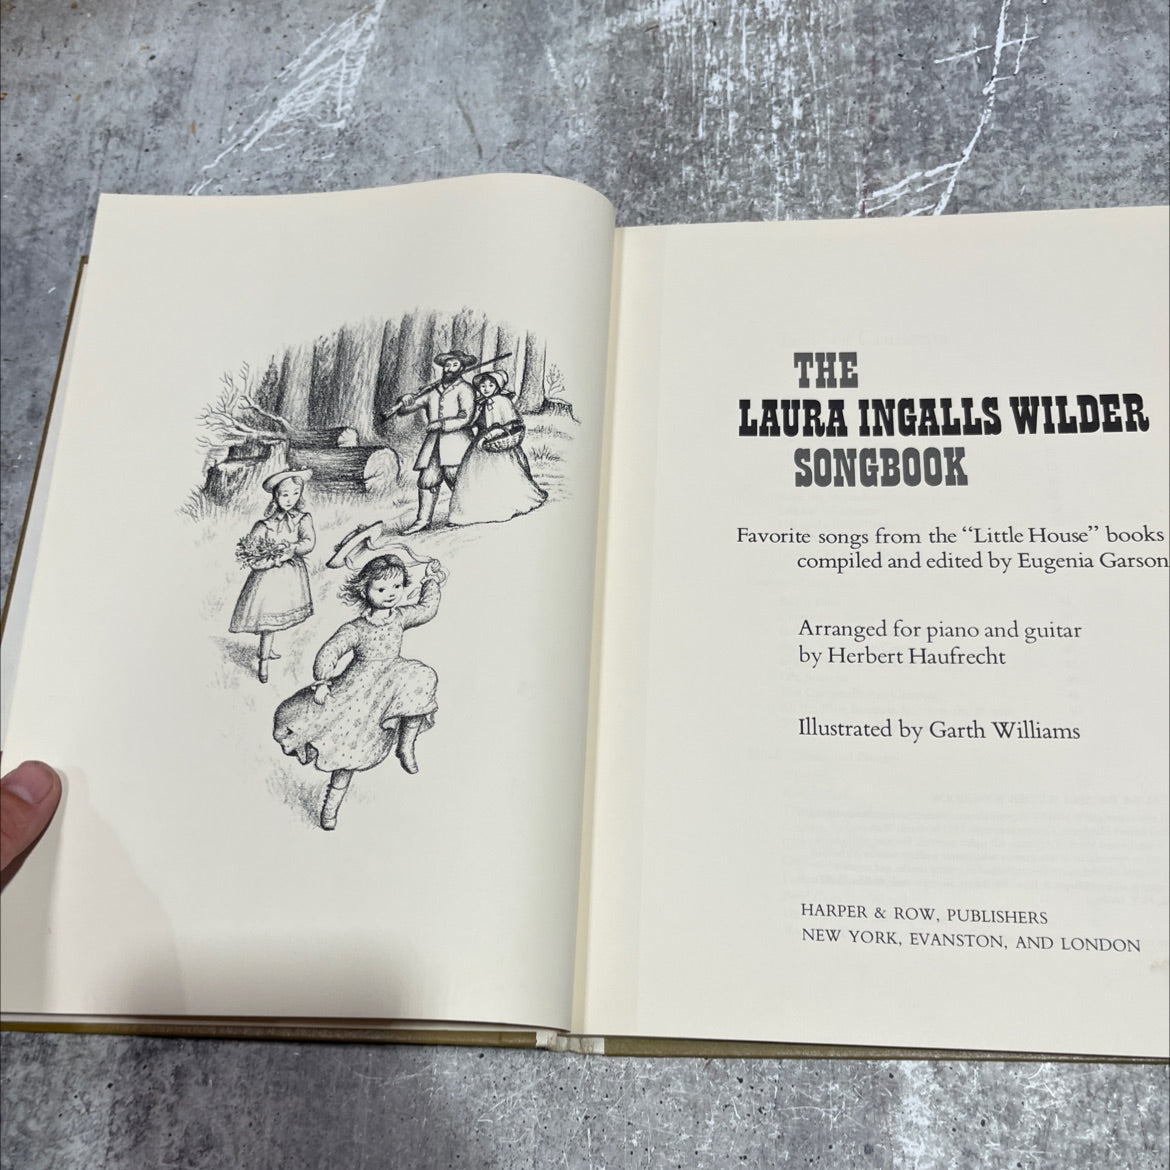 THE
LAURA INGALLS WILDER
SONGBOOK
Favorite songs from the “Little House” books
compiled and edited by Eugenia Garson
Arranged for piano and guitar
by Herbert Haufrecht
Illustrated by Garth Williams
HARPER & ROW, PUBLISHERS
NEW YORK, EVANSTON, AND LONDON